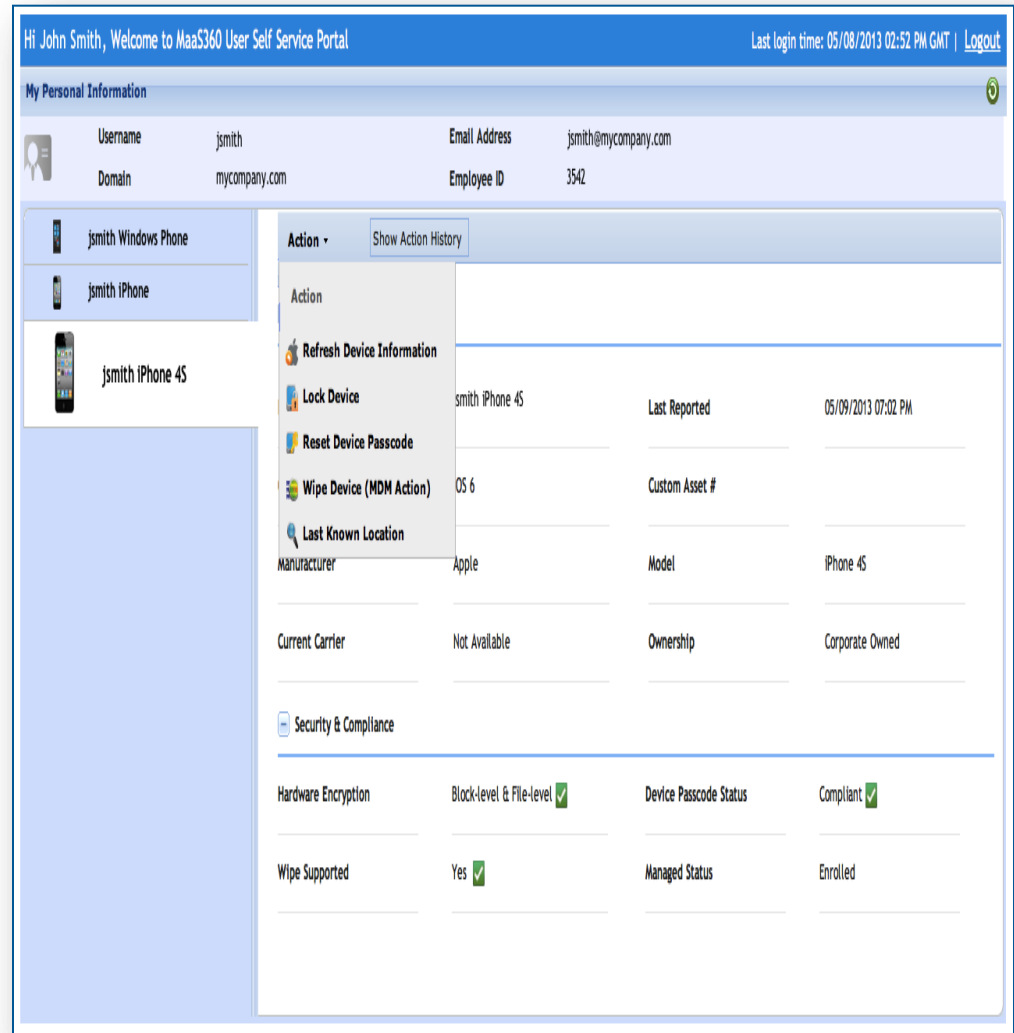 Hi John Smith, Welcome to MaaS360 User Self Service Portal Last login time: 05/08/2013 02:52 PM GMT | Logout
My Personal Information
Username jsmith Email Address jsmith@mycompany.com
Domain mycompany.com Employee ID 3542
jsmith Windows Phone
jsmith iPhone
jsmith iPhone 4S
Action Show Action History
Action
Refresh Device Information
Lock Device
Reset Device Passcode
Wipe Device (MDM Action)
Last Known Location
smith iPhone 4S Last Reported 05/09/2013 07:02 PM
OS 6 Custom Asset #
Manufacturer Apple Model iPhone 4S
Current Carrier Not Available Ownership Corporate Owned
Security & Compliance
Hardware Encryption Block-level & File-level Device Passcode Status Compliant
Wipe Supported Yes Managed Status Enrolled